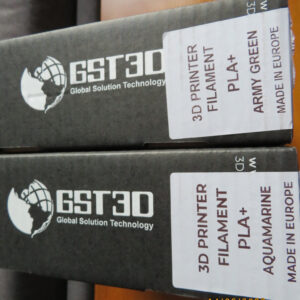 GST3D
Global Solution Technology
3D PRINTER
FILAMENT
PLA+
ARMY GREEN
MADE IN EUROPE
GST3D
Global Solution Technology
3D PRINTER
FILAMENT
PLA+
AQUAMARINE
MADE IN EUROPE